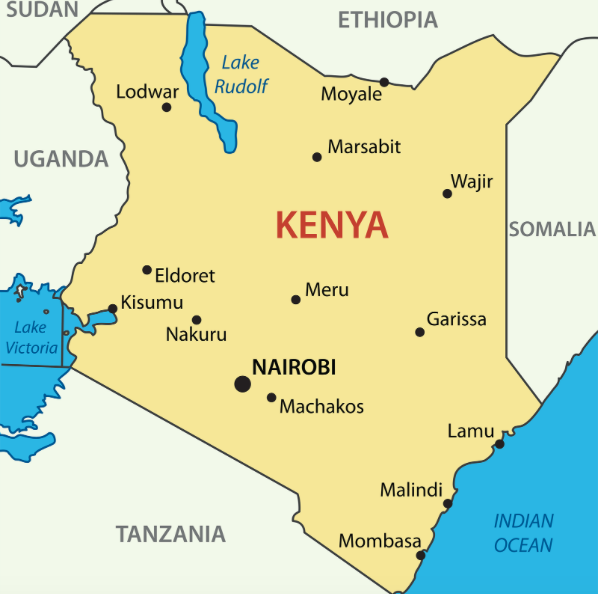 SUDAN
ETHIOPIA
Lake
Rudolf
Lodwar
Moyale
Marsabit
UGANDA
Wajir
KENYA
SOMALIA
Eldoret
Meru
Kisumu
Garissa
Nakuru
Lake
Victoria
NAIROBI
Machakos
Lamu
Malindi
INDIAN
OCEAN
TANZANIA
Mombasa